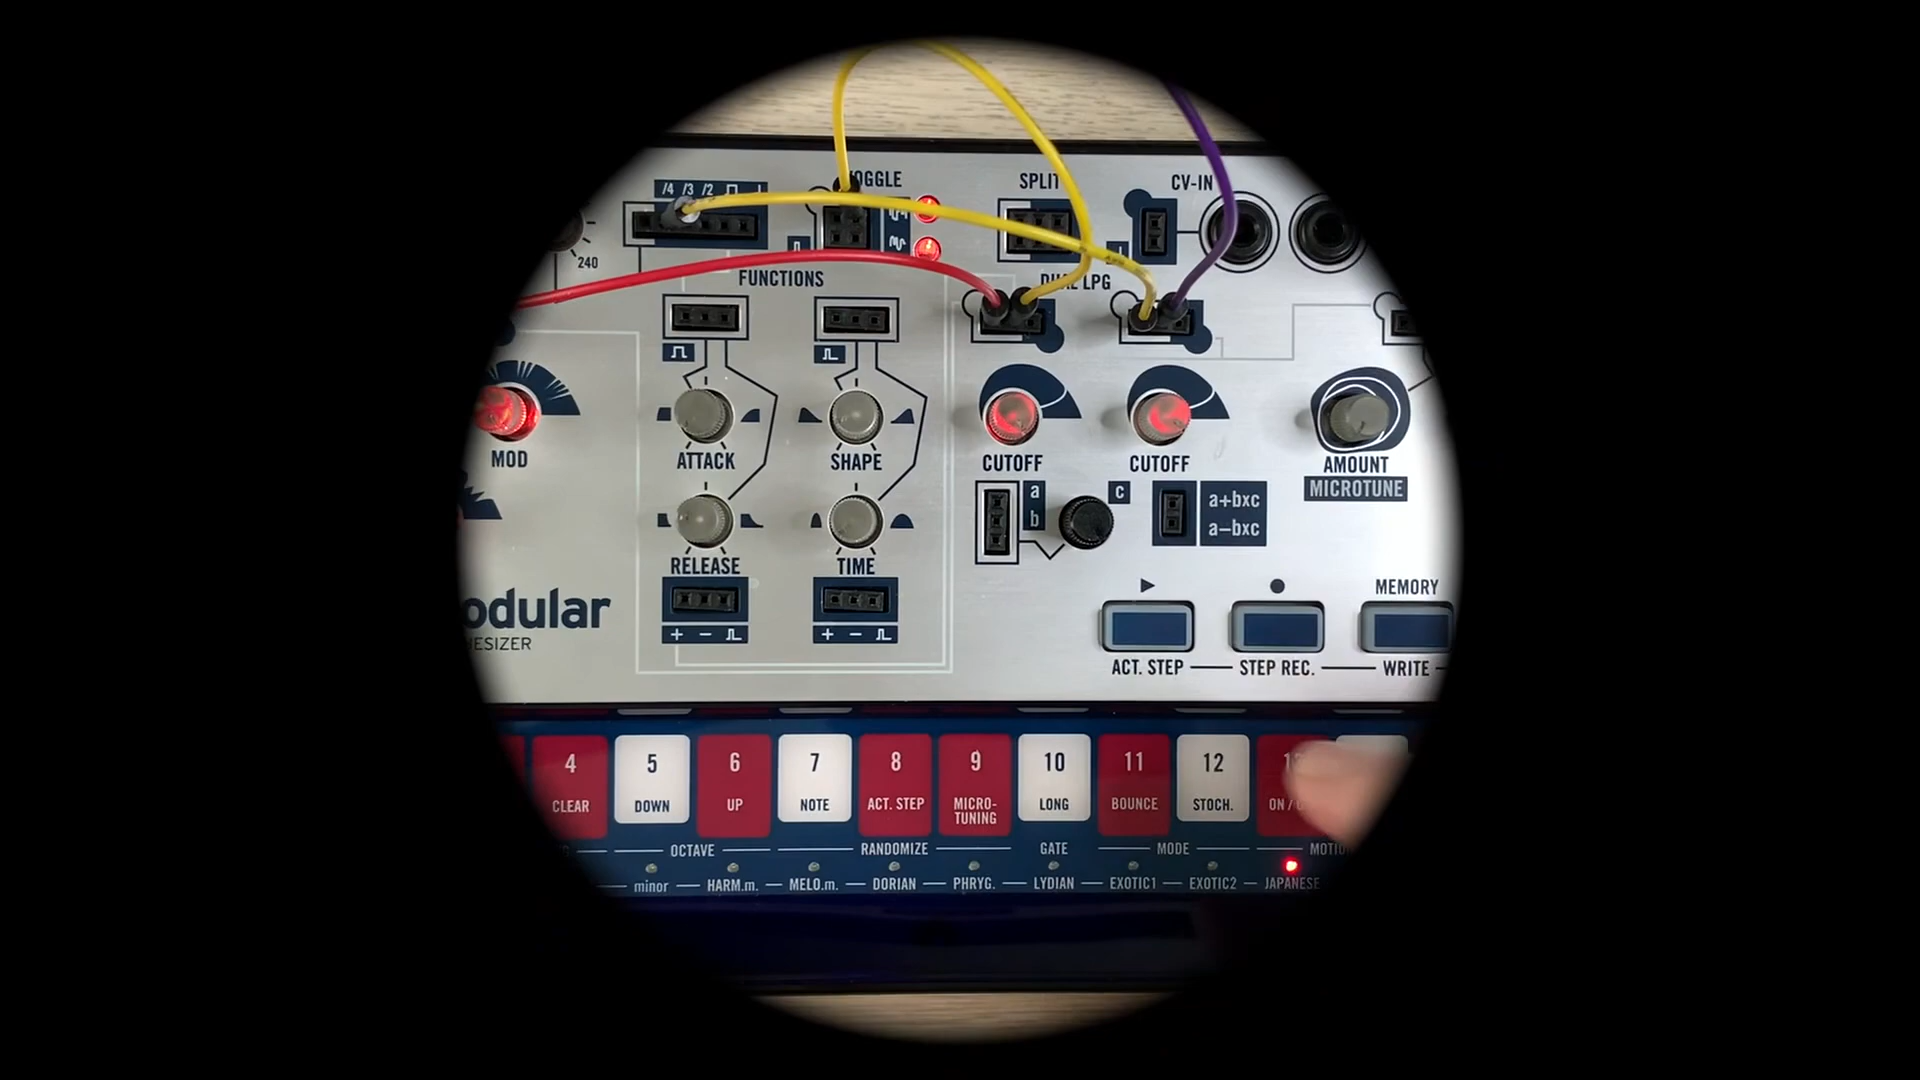 /4 /3 /2
TOGGLE
SPLIT
CV-IN
240
FUNCTIONS
DUAL LPG
MOD
ATTACK
SHAPE
CUTOFF
CUTOFF
AMOUNT
MICROTUNE
a
b
c
a+bxc
a–bxc
RELEASE
TIME
odular
HESIZER
+ –
+ –
MEMORY
ACT. STEP
STEP REC.
WRITE
4
CLEAR
5
DOWN
6
UP
7
NOTE
8
ACT. STEP
9
MICRO-
TUNING
10
LONG
11
BOUNCE
12
STOCH.
ON /
OCTAVE
RANDOMIZE
GATE
MODE
MOTIO
minor
HARM.m.
MELO.m.
DORIAN
PHRYG.
LYDIAN
EXOTIC1
EXOTIC2
JAPANESE